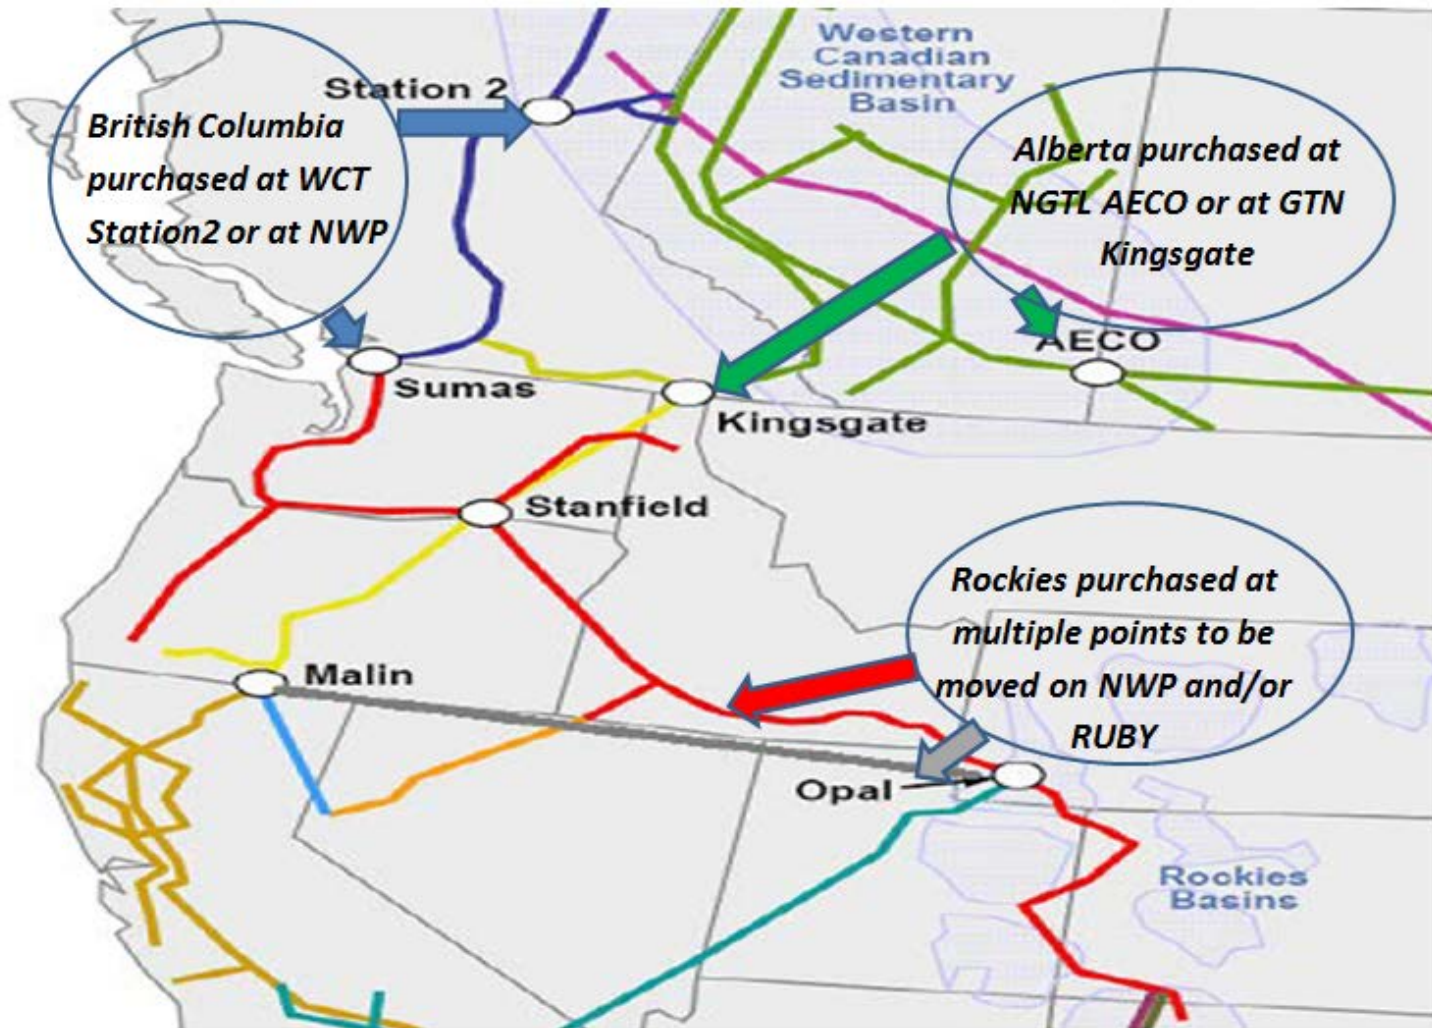 Western
Canadian
Sedimentary
Basin
Station 2
British Columbia
purchased at WCT
Station2 or at NWP
Alberta purchased at
NGTL AECO or at GTN
Kingsgate
AECO
Sumas
Kingsgate
Stanfield
Rockies purchased at
multiple points to be
moved on NWP and/or
RUBY
Malin
Opal
Rockies
Basins